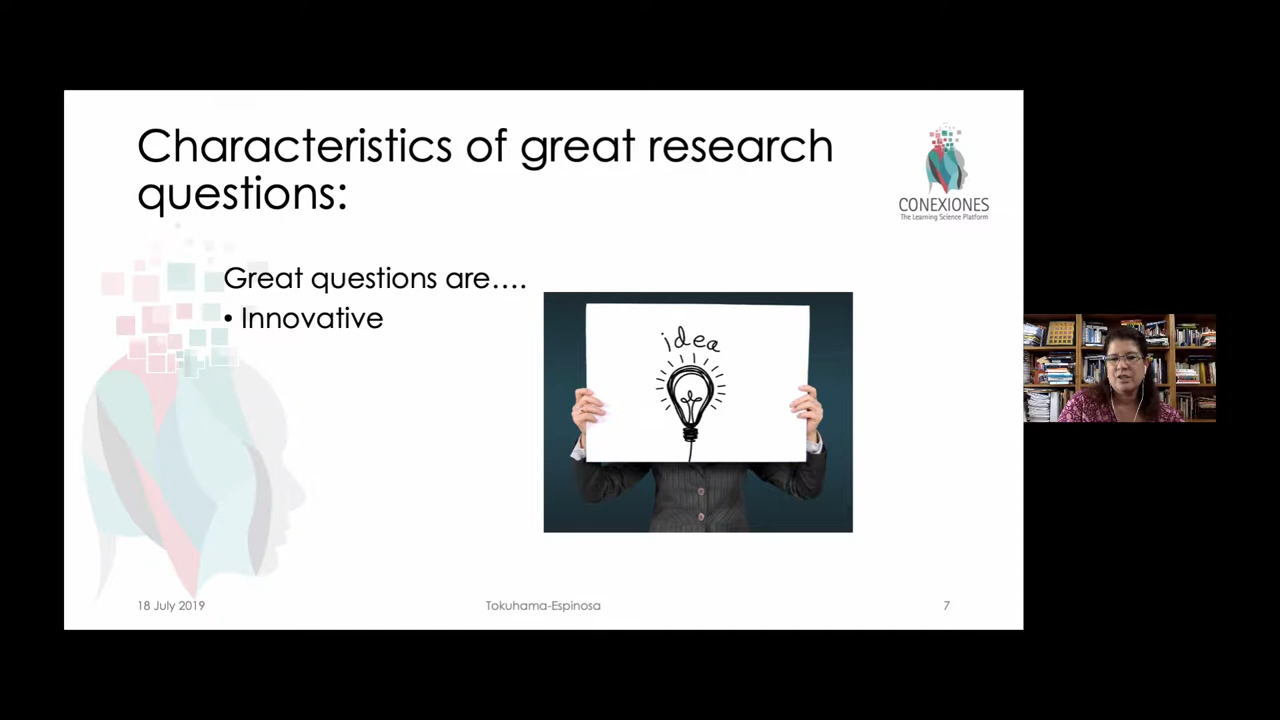 Characteristics of great research
questions:
CONEXIONES
The Learning Science Platform
Great questions are….
• Innovative
idea
18 July 2019
Tokuhama-Espinosa
7